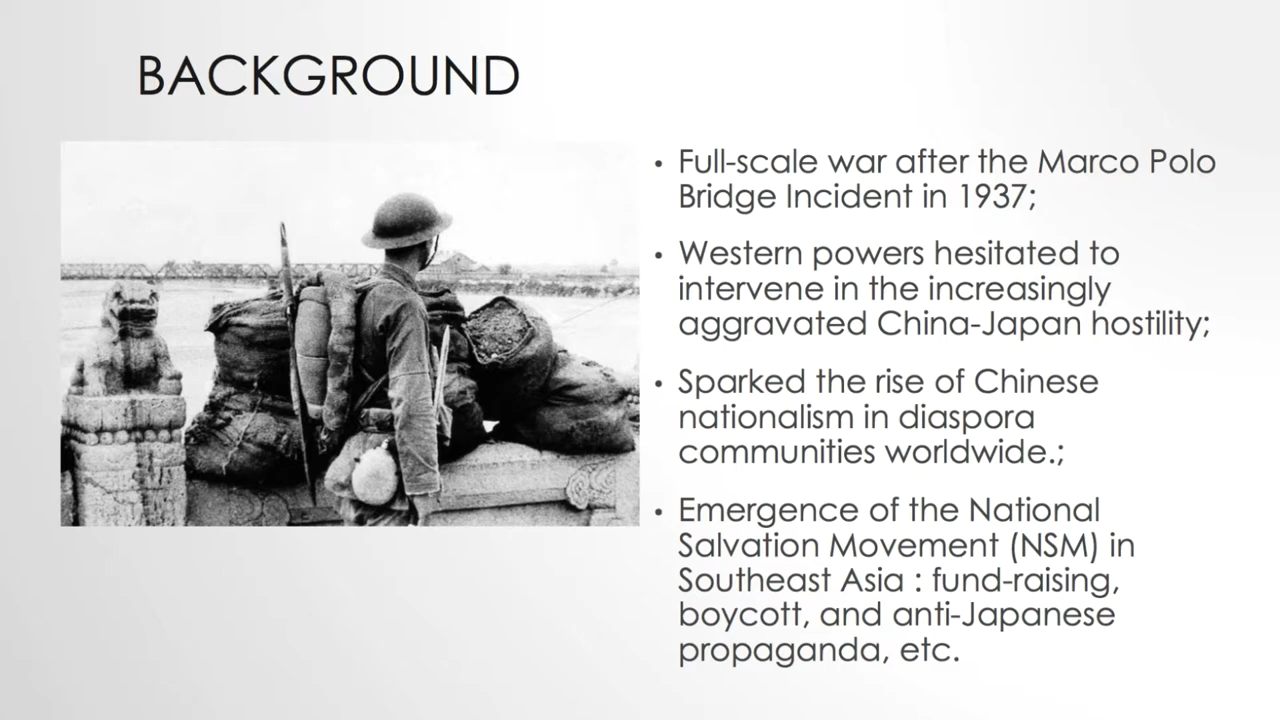 BACKGROUND
• Full-scale war after the Marco Polo
Bridge Incident in 1937;
• Western powers hesitated to
intervene in the increasingly
aggravated China-Japan hostility;
• Sparked the rise of Chinese
nationalism in diaspora
communities worldwide.;
• Emergence of the National
Salvation Movement (NSM) in
Southeast Asia : fund-raising,
boycott, and anti-Japanese
propaganda, etc.